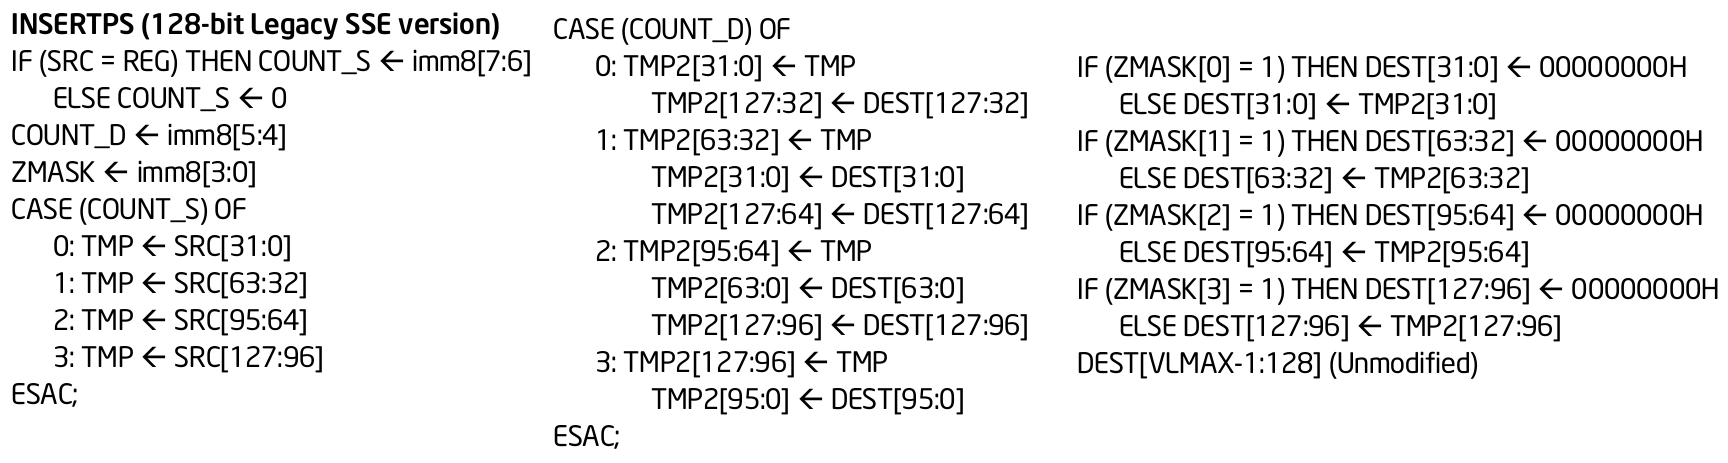 INSERTPS (128-bit Legacy SSE version)
IF (SRC = REG) THEN COUNT_S ← imm8[7:6]
ELSE COUNT_S ← 0
COUNT_D ← imm8[5:4]
ZMASK ← imm8[3:0]
CASE (COUNT_S) OF
0: TMP ← SRC[31:0]
1: TMP ← SRC[63:32]
2: TMP ← SRC[95:64]
3: TMP ← SRC[127:96]
ESAC;
CASE (COUNT_D) OF
0: TMP2[31:0] ← TMP
TMP2[127:32] ← DEST[127:32]
1: TMP2[63:32] ← TMP
TMP2[31:0] ← DEST[31:0]
TMP2[127:64] ← DEST[127:64]
2: TMP2[95:64] ← TMP
TMP2[63:0] ← DEST[63:0]
TMP2[127:96] ← DEST[127:96]
3: TMP2[127:96] ← TMP
TMP2[95:0] ← DEST[95:0]
ESAC;
IF (ZMASK[0] = 1) THEN DEST[31:0] ← 00000000H
ELSE DEST[31:0] ← TMP2[31:0]
IF (ZMASK[1] = 1) THEN DEST[63:32] ← 00000000H
ELSE DEST[63:32] ← TMP2[63:32]
IF (ZMASK[2] = 1) THEN DEST[95:64] ← 00000000H
ELSE DEST[95:64] ← TMP2[95:64]
IF (ZMASK[3] = 1) THEN DEST[127:96] ← 00000000H
ELSE DEST[127:96] ← TMP2[127:96]
DEST[VLMAX-1:128] (Unmodified)